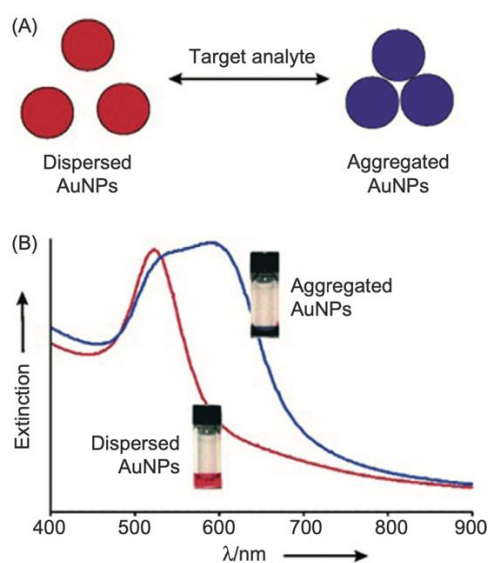 (A)
Target analyte
Dispersed
AuNPs
Aggregated
AuNPs
(B)
Extinction
Aggregated
AuNPs
Dispersed
AuNPs
400 500 600 700 800 900
λ/nm